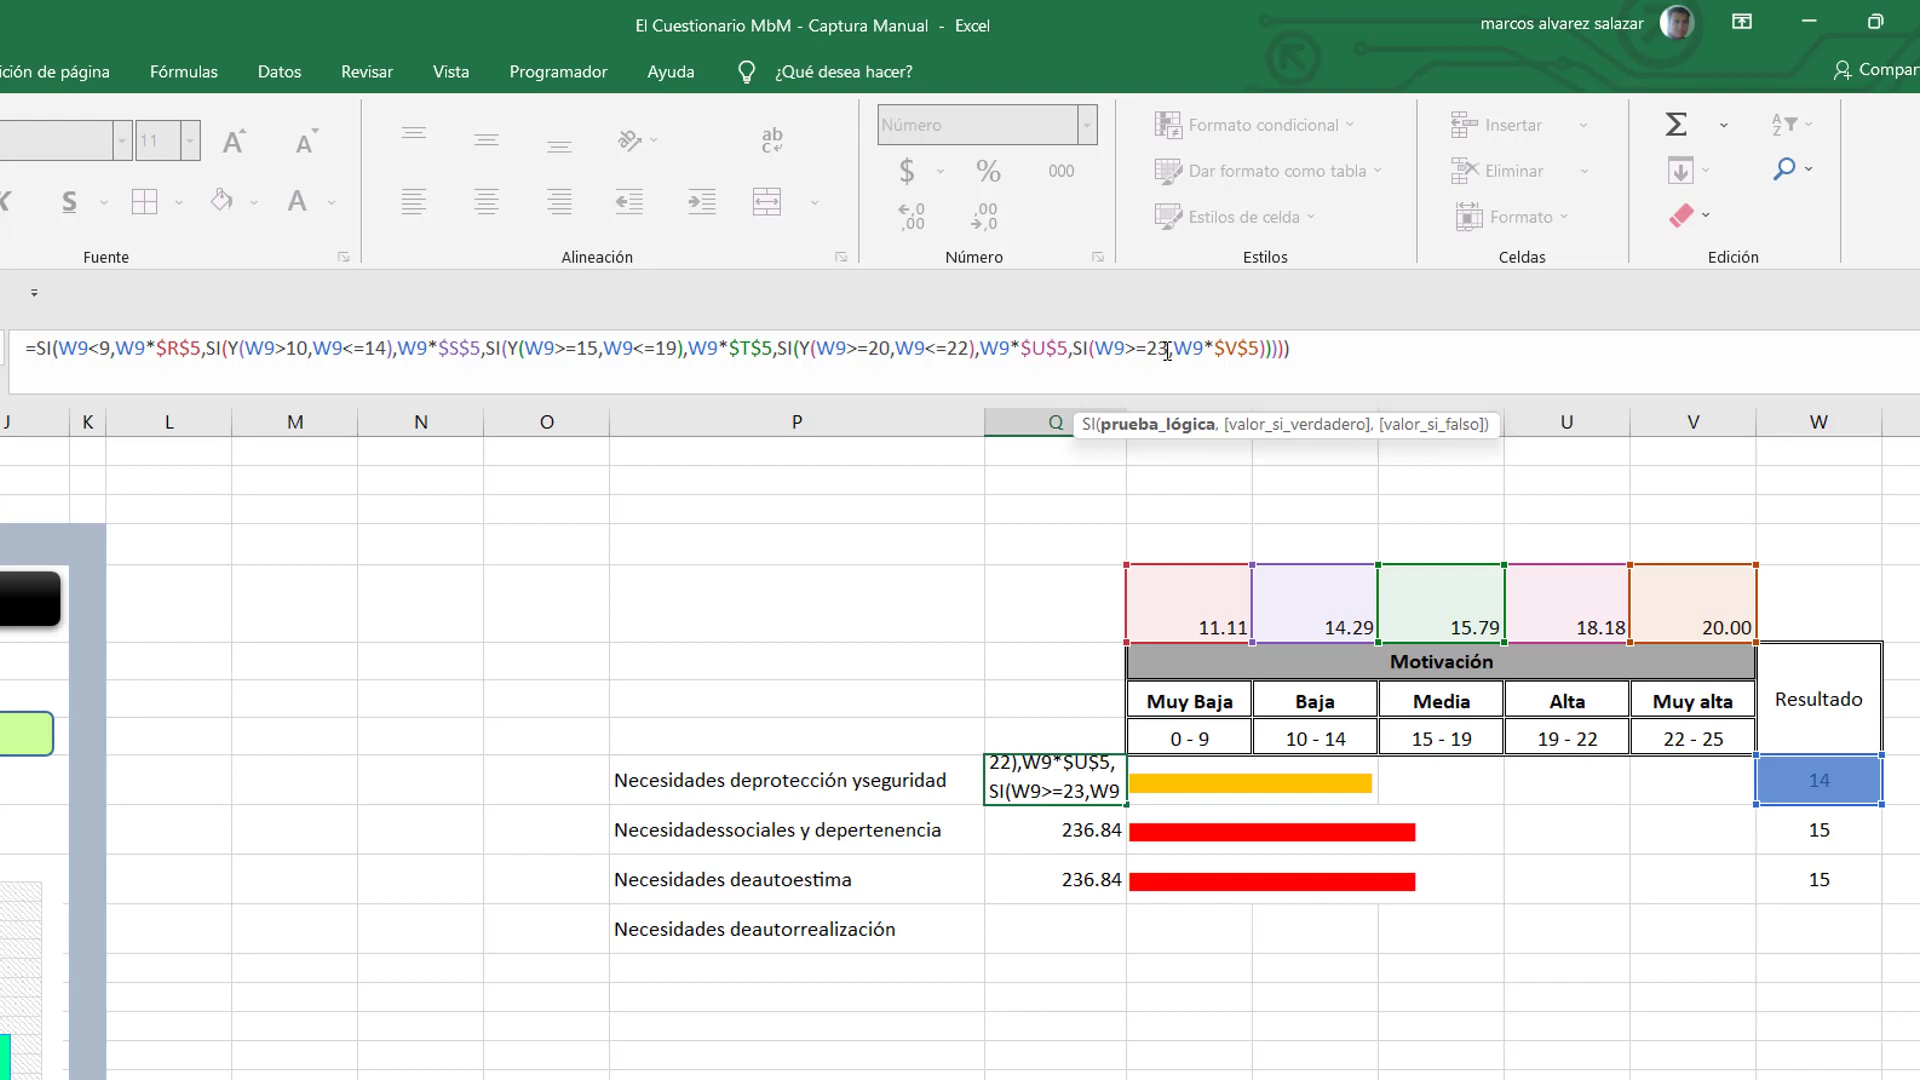 El Cuestionario MbM - Captura Manual - Excel
marcos alvarez salazar
ición de página
Fórmulas
Datos
Revisar
Vista
Programador
Ayuda
¿Qué desea hacer?
Compar
11
A
A
ab
c
Número
Formato condicional
Insertar
Σ
A
Z
$
%
000
Dar formato como tabla
Eliminar
K
S
A
,0
,00
,00
,0
Estilos de celda
Formato
Fuente
Alineación
Número
Estilos
Celdas
Edición
=SI(W9<9,W9*$R$5,SI(Y(W9>10,W9<=14),W9*$S$5,SI(Y(W9>=15,W9<=19),W9*$T$5,SI(Y(W9>=20,W9<=22),W9*$U$5,SI(W9>=23,W9*$V$5)))))
J
K
L
M
N
O
P
Q
SI(prueba_lógica, [valor_si_verdadero], [valor_si_falso])
U
V
W
11.11
14.29
15.79
18.18
20.00
Motivación
Resultado
Muy Baja
Baja
Media
Alta
Muy alta
0 - 9
10 - 14
15 - 19
19 - 22
22 - 25
Necesidades deprotección yseguridad
22),W9*$U$5,
SI(W9>=23,W9
14
Necesidadessociales y depertenencia
236.84
15
Necesidades deautoestima
236.84
15
Necesidades deautorrealización